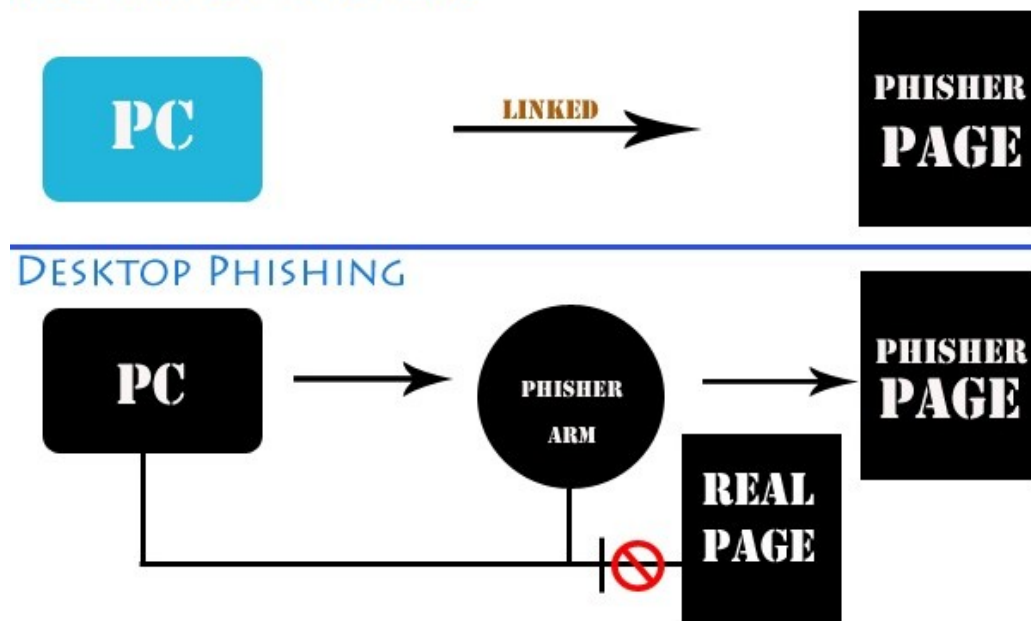 PC
LINKED
PHISHER
PAGE
DESKTOP PHISHING
PC
PHISHER
ARM
PHISHER
PAGE
REAL
PAGE